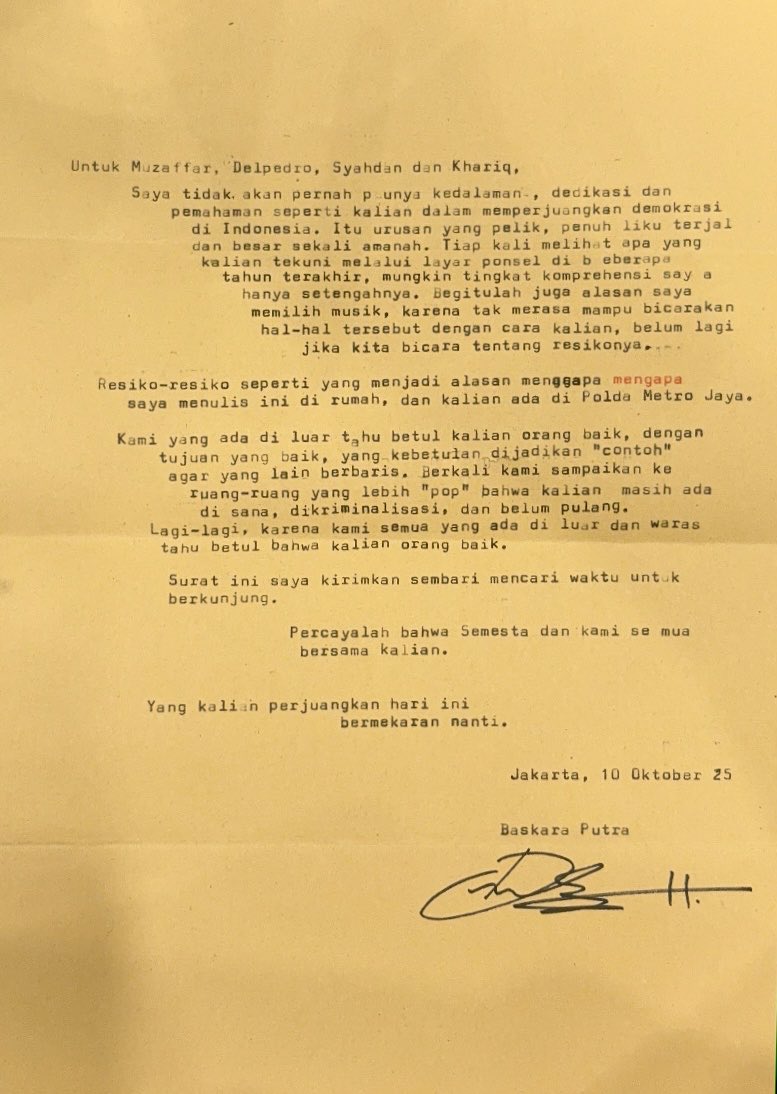 Untuk Muzaffar, Delpedro, Syahdan dan Khariq,
Saya tidak akan pernah p unya kedalaman , dedikasi dan
pemahaman seperti kalian dalam memperjuangkan demokrasi
di Indonesia. Itu urusan yang pelik, penuh liku terjal
dan besar sekali amanah. Tiap kali melihat apa yang
kalian tekuni melalui layar ponsel di b eberapa
tahun terakhir, mungkin tingkat komprehensi say a
hanya setengahnya. Begitulah juga alasan saya
memilih musik, karena tak merasa mampu bicarakan
hal-hal tersebut dengan cara kalian, belum lagi
jika kita bicara tentang resikonya....
Resiko-resiko seperti yang menjadi alasan menggapa mengapa
saya menulis ini di rumah, dan kalian ada di Polda Metro Jaya.
Kami yang ada di luar tahu betul kalian orang baik, dengan
tujuan yang baik, yang kebetulan dijadikan "contoh"
agar yang lain berbaris. Berkali kami sampaikan ke
ruang-ruang yang lebih "pop" bahwa kalian masih ada
di sana, dikriminalisasi, dan belum pulang.
Lagi-lagi, karena kami semua yang ada di luar dan waras
tahu betul bahwa kalian orang baik.
Surat ini saya kirimkan sembari mencari waktu untuk
berkunjung.
Percayalah bahwa Semesta dan kami se mua
bersama kalian.
Yang kalian perjuangkan hari ini
bermekaran nanti.
Jakarta, 10 Oktober 25
Baskara Putra